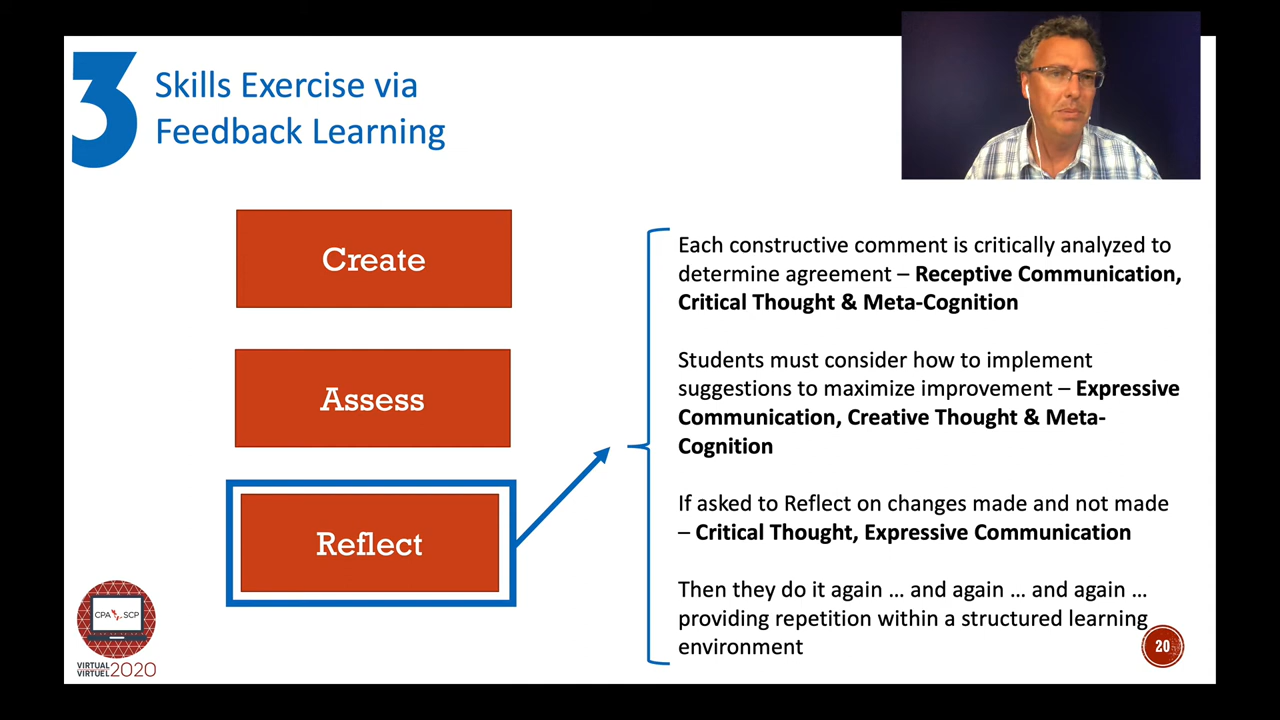 3
Skills Exercise via
Feedback Learning
Create
Assess
Reflect
Each constructive comment is critically analyzed to
determine agreement – Receptive Communication,
Critical Thought & Meta-Cognition
Students must consider how to implement
suggestions to maximize improvement – Expressive
Communication, Creative Thought & Meta-
Cognition
If asked to Reflect on changes made and not made
– Critical Thought, Expressive Communication
Then they do it again … and again … and again …
providing repetition within a structured learning
environment
CPA SCP
VIRTUAL
VIRTUEL 2020
20